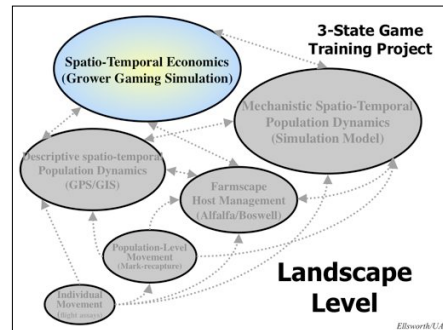 3-State Game
Training Project
Spatio-Temporal Economics
(Grower Gaming Simulation)
Mechanistic Spatio-Temporal
Population Dynamics
(Simulation Model)
Descriptive spatio-temporal
Population Dynamics
(GPS/GIS)
Farmscape
Host Management
(Alfalfa/Boswell)
Population-Level
Movement
(Mark-recapture)
Individual
Movement
(flight assays)
Landscape
Level
Ellsworth/UA